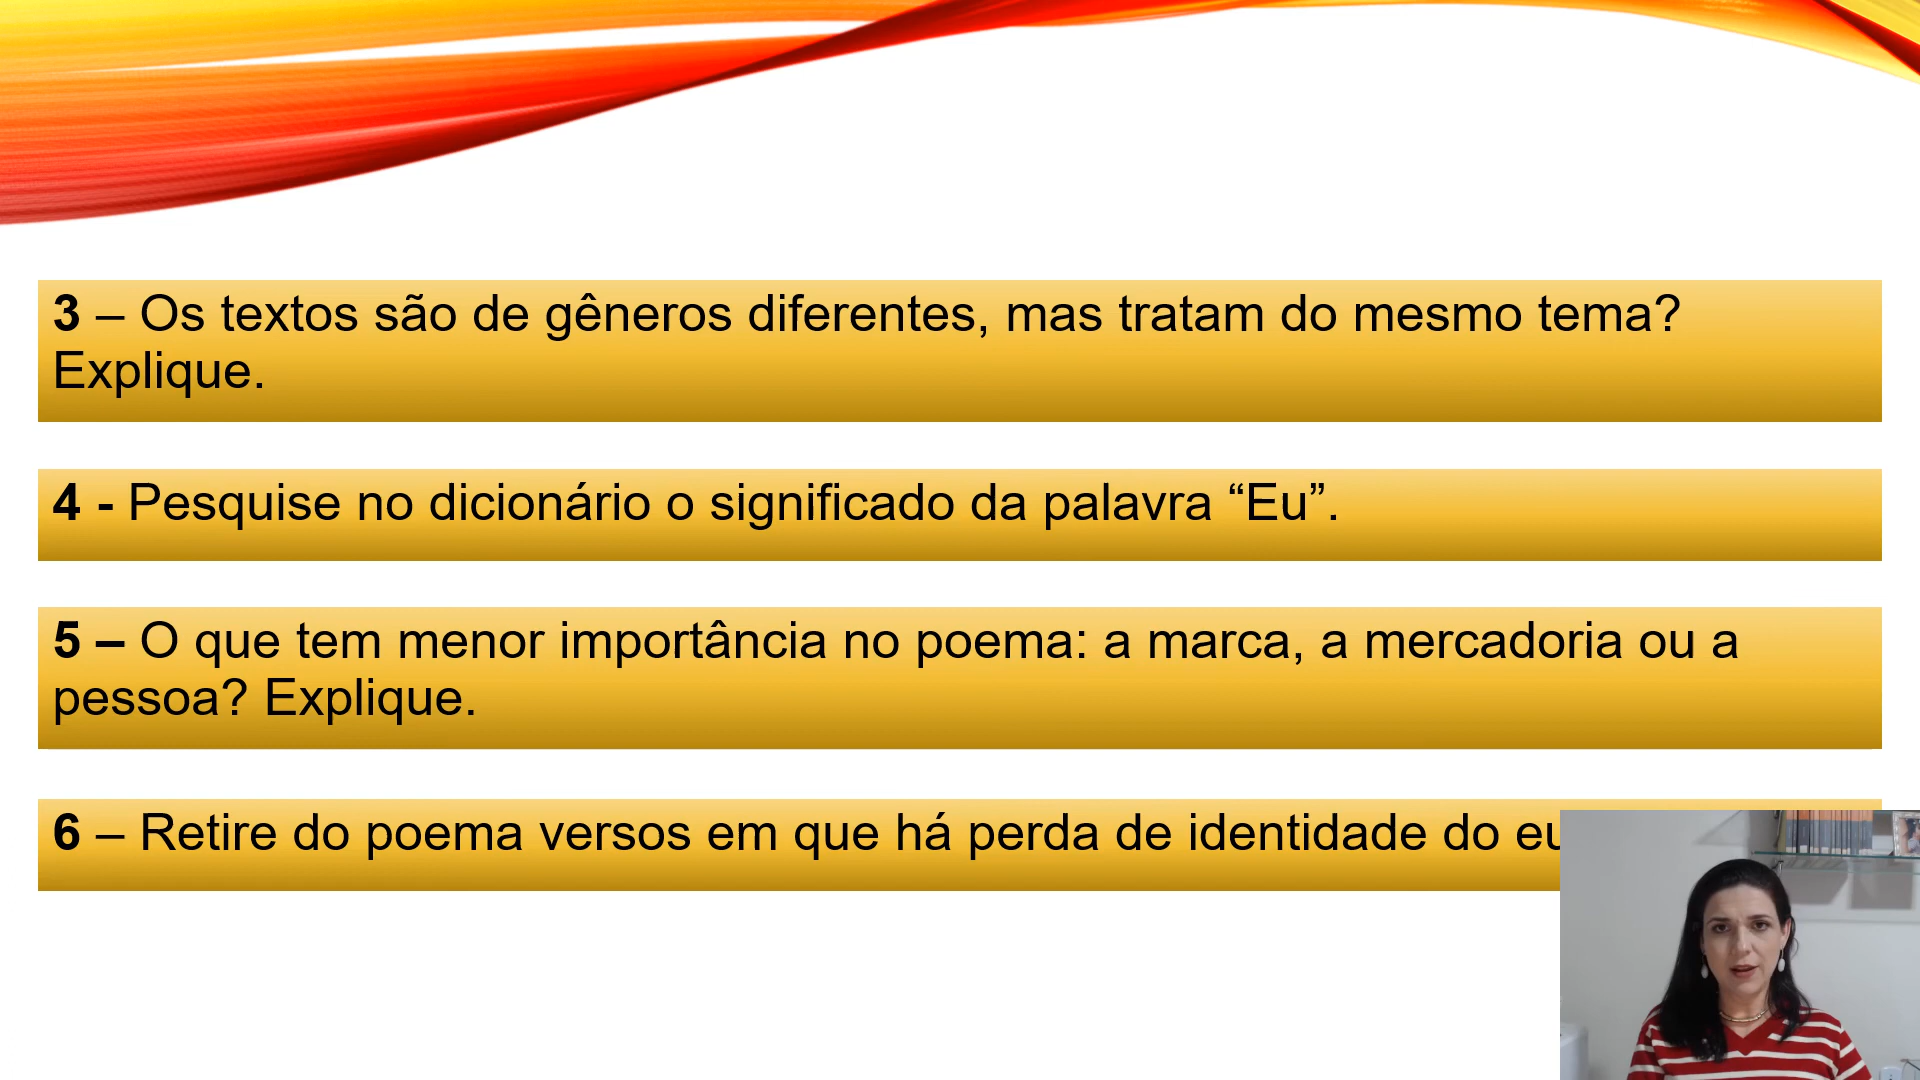 3 – Os textos são de gêneros diferentes, mas tratam do mesmo tema?
Explique.
4 - Pesquise no dicionário o significado da palavra “Eu”.
5 – O que tem menor importância no poema: a marca, a mercadoria ou a
pessoa? Explique.
6 – Retire do poema versos em que há perda de identidade do eu